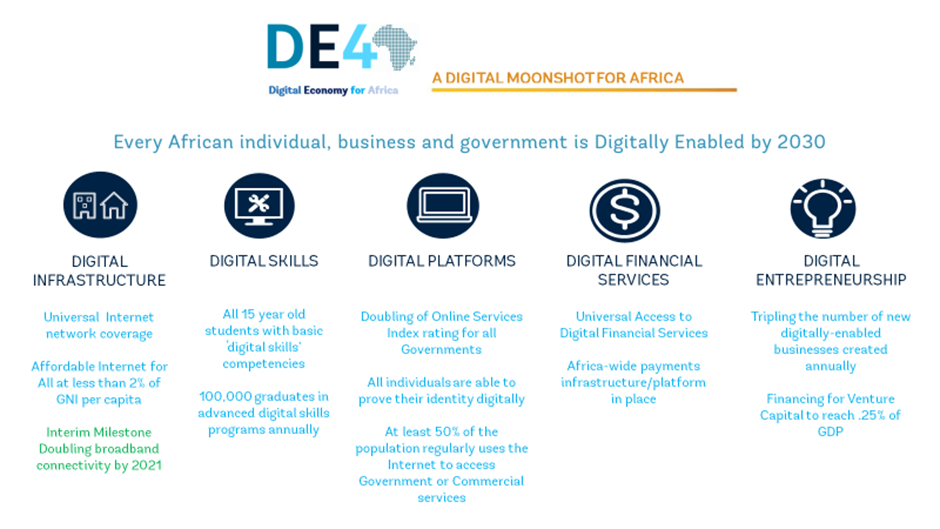 DE4
Digital Economy for Africa
A DIGITAL MOONSHOT FOR AFRICA
Every African individual, business and government is Digitally Enabled by 2030
DIGITAL
INFRASTRUCTURE
Universal Internet
network coverage
Affordable Internet for
All at less than 2% of
GNI per capita
Interim Milestone
Doubling broadband
connectivity by 2021
DIGITAL SKILLS
All 15 year old
students with basic
'digital skills'
competencies
100,000 graduates in
advanced digital skills
programs annually
DIGITAL PLATFORMS
Doubling of Online Services
Index rating for all
Governments
All individuals are able to
prove their identity digitally
At least 50% of the
population regularly uses the
Internet to access
Government or Commercial
services
$
DIGITAL FINANCIAL
SERVICES
Universal Access to
Digital Financial Services
Africa-wide payments
infrastructure/platform
in place
DIGITAL
ENTREPRENEURSHIP
Tripling the number of new
digitally-enabled
businesses created
annually
Financing for Venture
Capital to reach .25% of
GDP